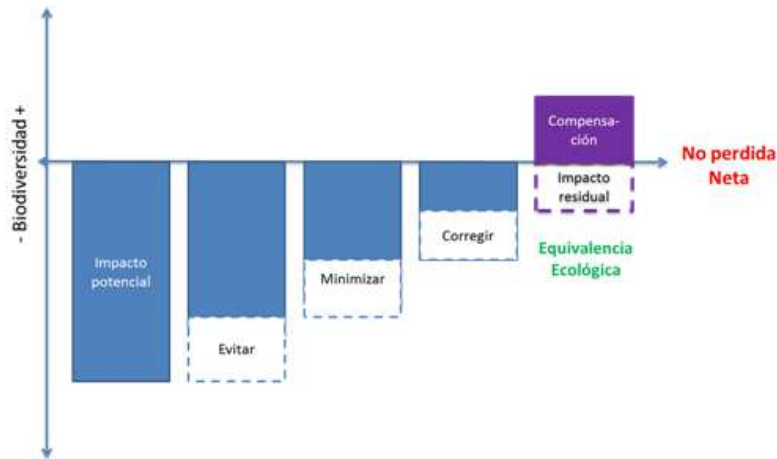 - Biodiversidad +
Impacto
potencial
Evitar
Minimizar
Corregir
Compensa-
ción
Impacto
residual
No perdida
Neta
Equivalencia
Ecológica